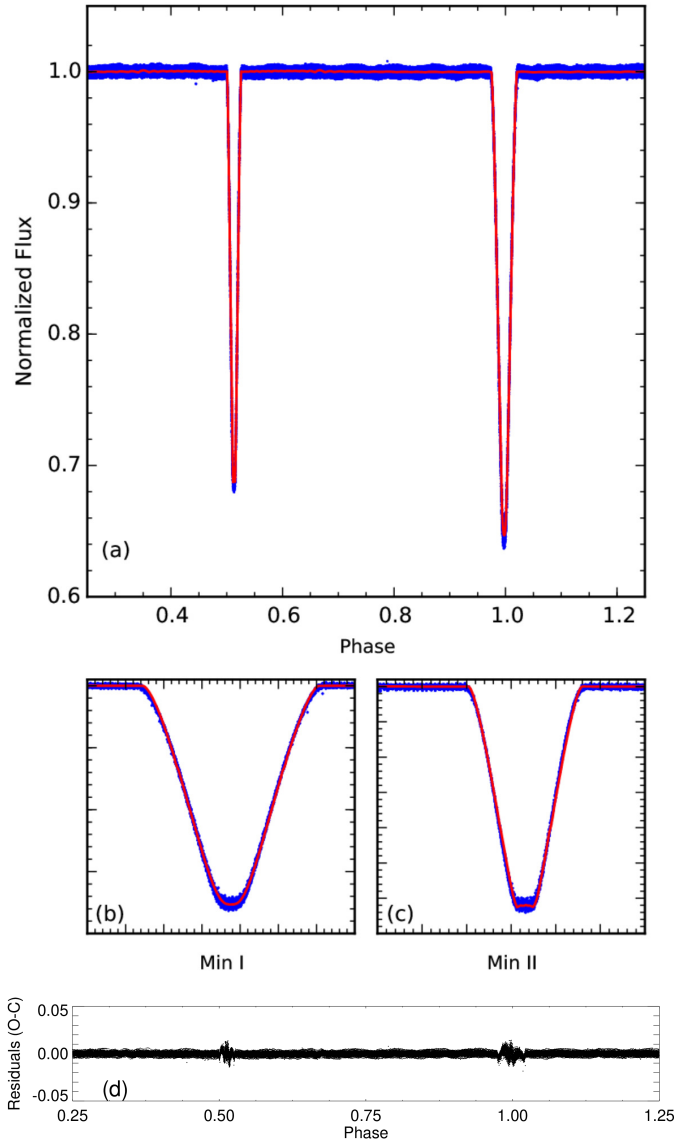 1.0
0.9
0.8
0.7
0.6
Normalized Flux
(a)
0.4 0.6 0.8 1.0 1.2
Phase
(b)
(c)
Min I
Min II
0.05
0.00
-0.05
Residuals (O-C)
(d)
0.25 0.50 0.75 1.00 1.25
Phase